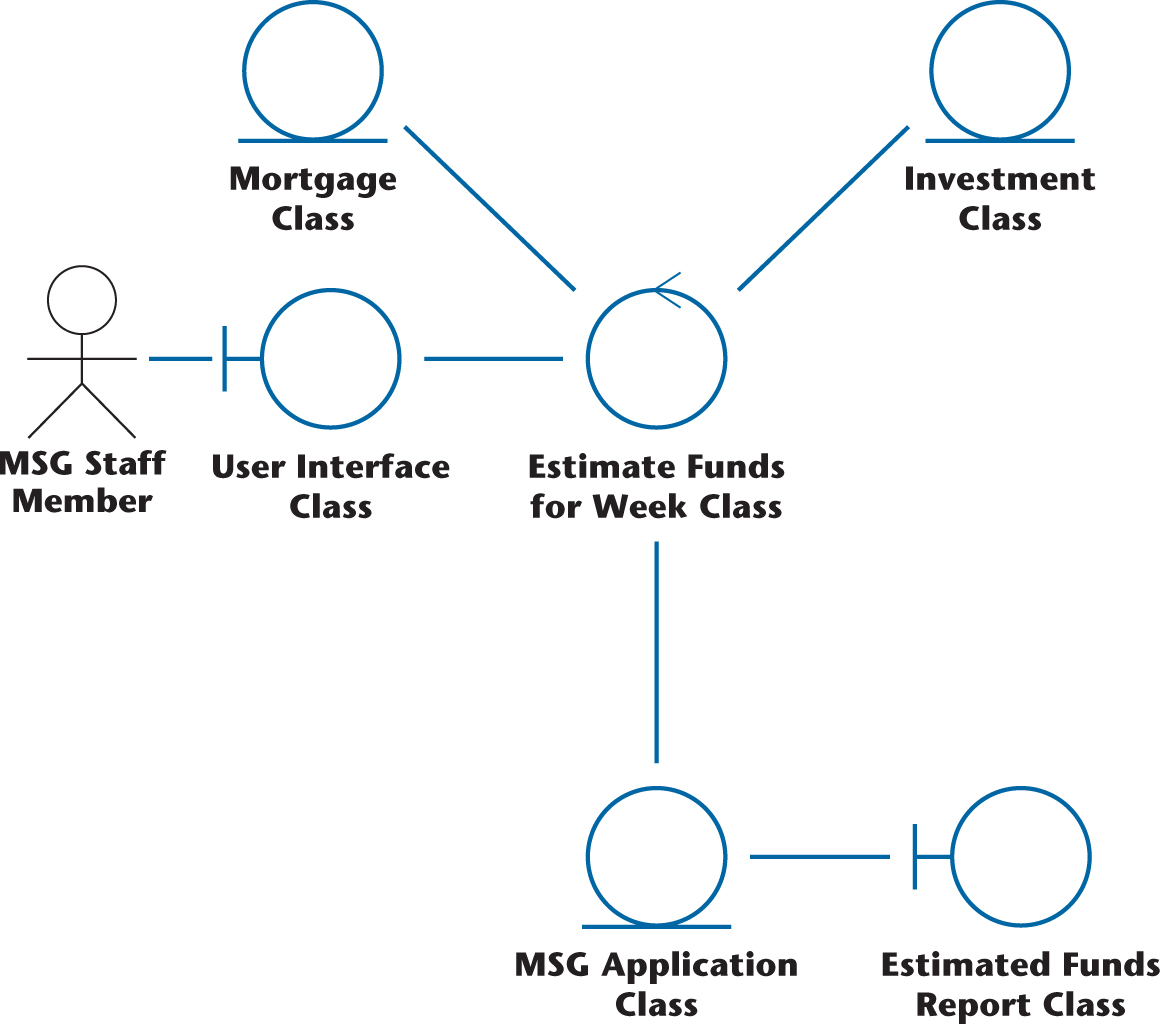 Mortgage
Class
Investment
Class
MSG Staff
Member
User Interface
Class
Estimate Funds
for Week Class
MSG Application
Class
Estimated Funds
Report Class